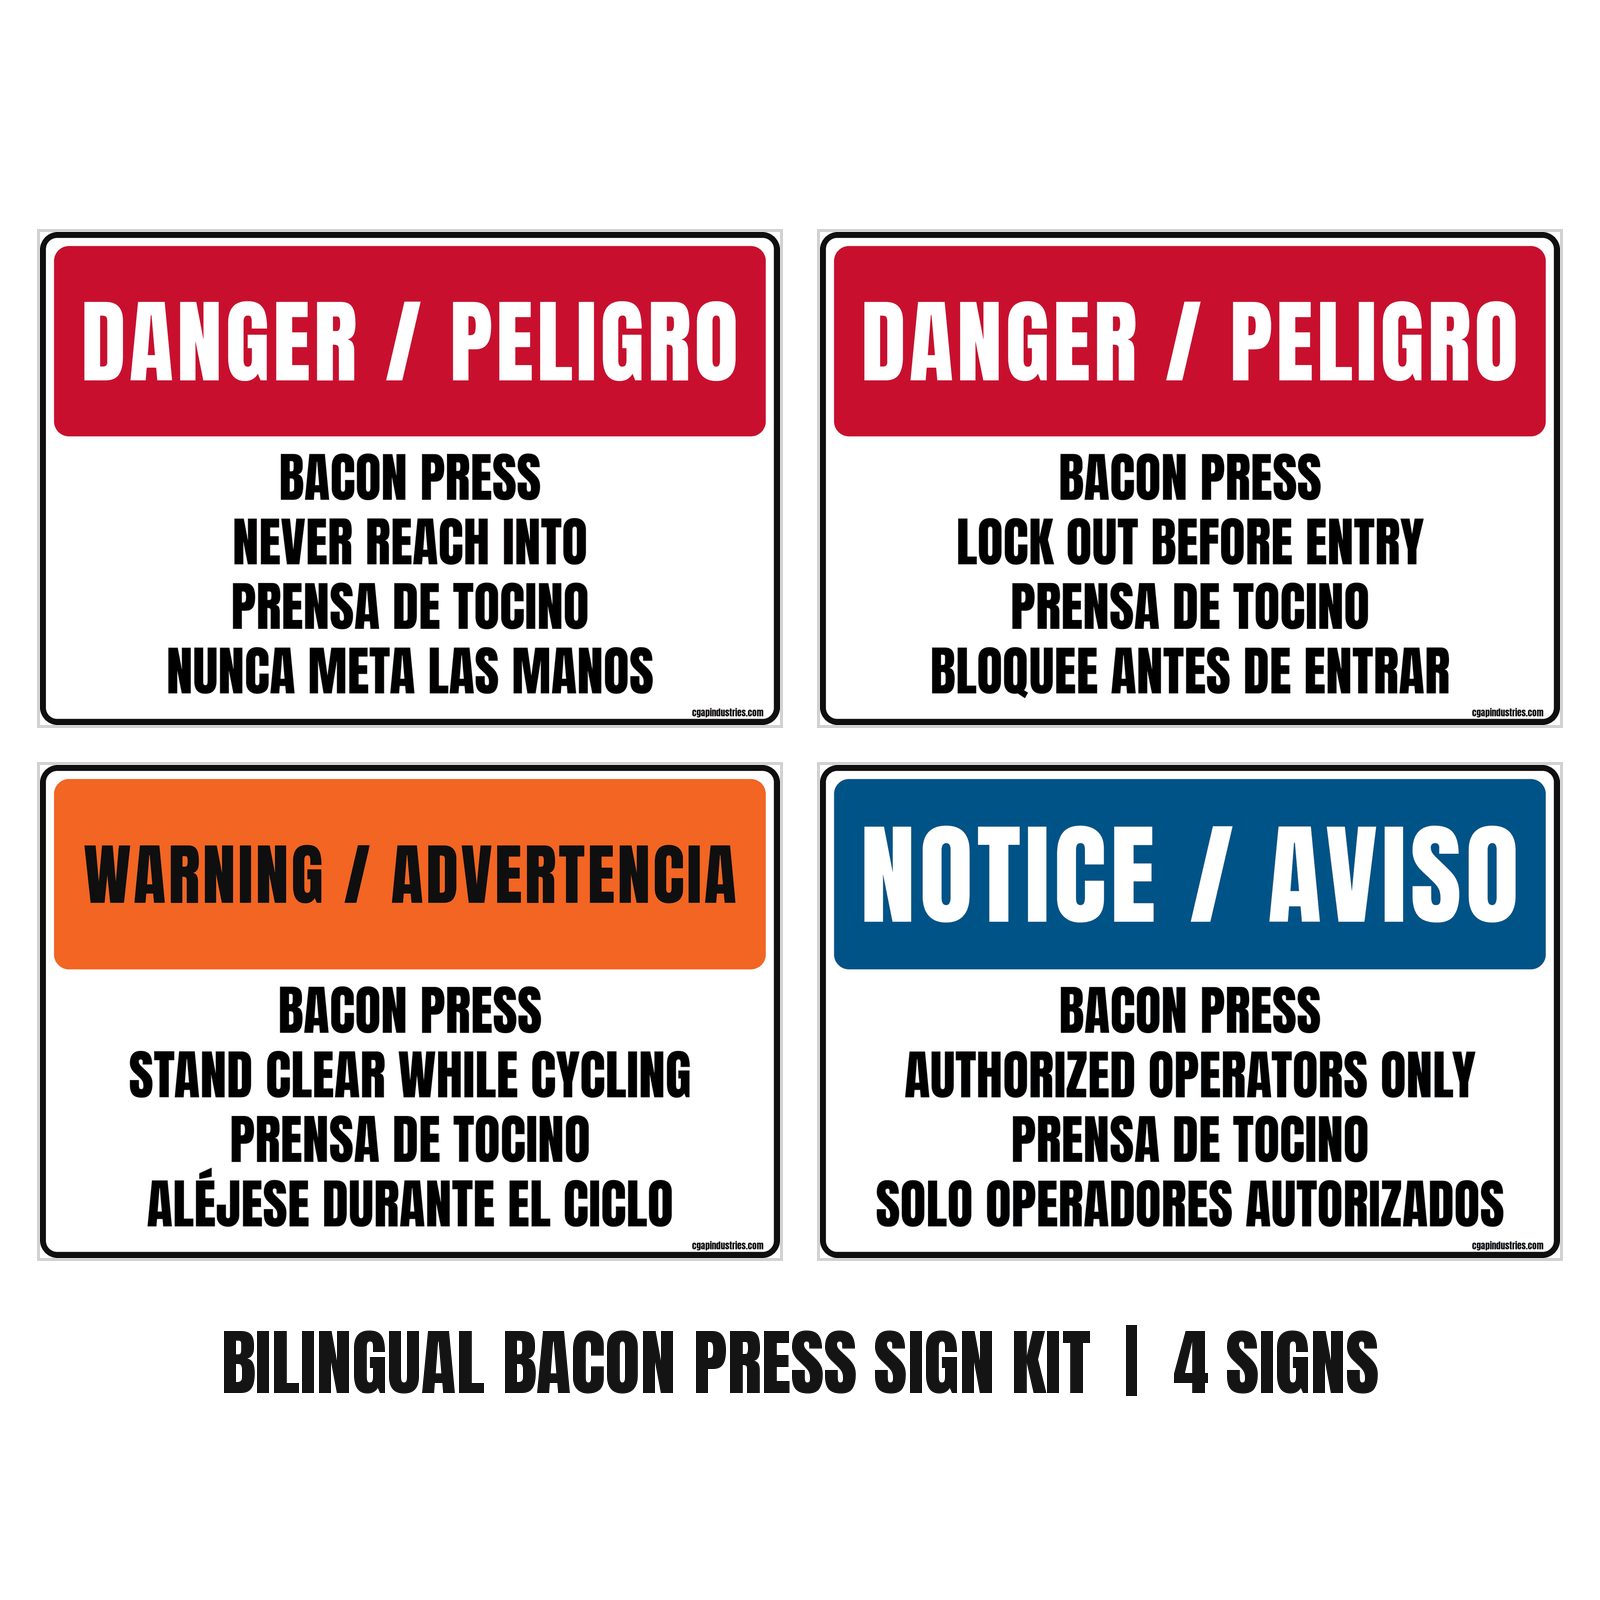 DANGER / PELIGRO
BACON PRESS
NEVER REACH INTO
PRENSA DE TOCINO
NUNCA META LAS MANOS
cgapindustries.com
DANGER / PELIGRO
BACON PRESS
LOCK OUT BEFORE ENTRY
PRENSA DE TOCINO
BLOQUEE ANTES DE ENTRAR
cgapindustries.com
WARNING / ADVERTENCIA
BACON PRESS
STAND CLEAR WHILE CYCLING
PRENSA DE TOCINO
ALÉJESE DURANTE EL CICLO
cgapindustries.com
NOTICE / AVISO
BACON PRESS
AUTHORIZED OPERATORS ONLY
PRENSA DE TOCINO
SOLO OPERADORES AUTORIZADOS
cgapindustries.com
BILINGUAL BACON PRESS SIGN KIT | 4 SIGNS